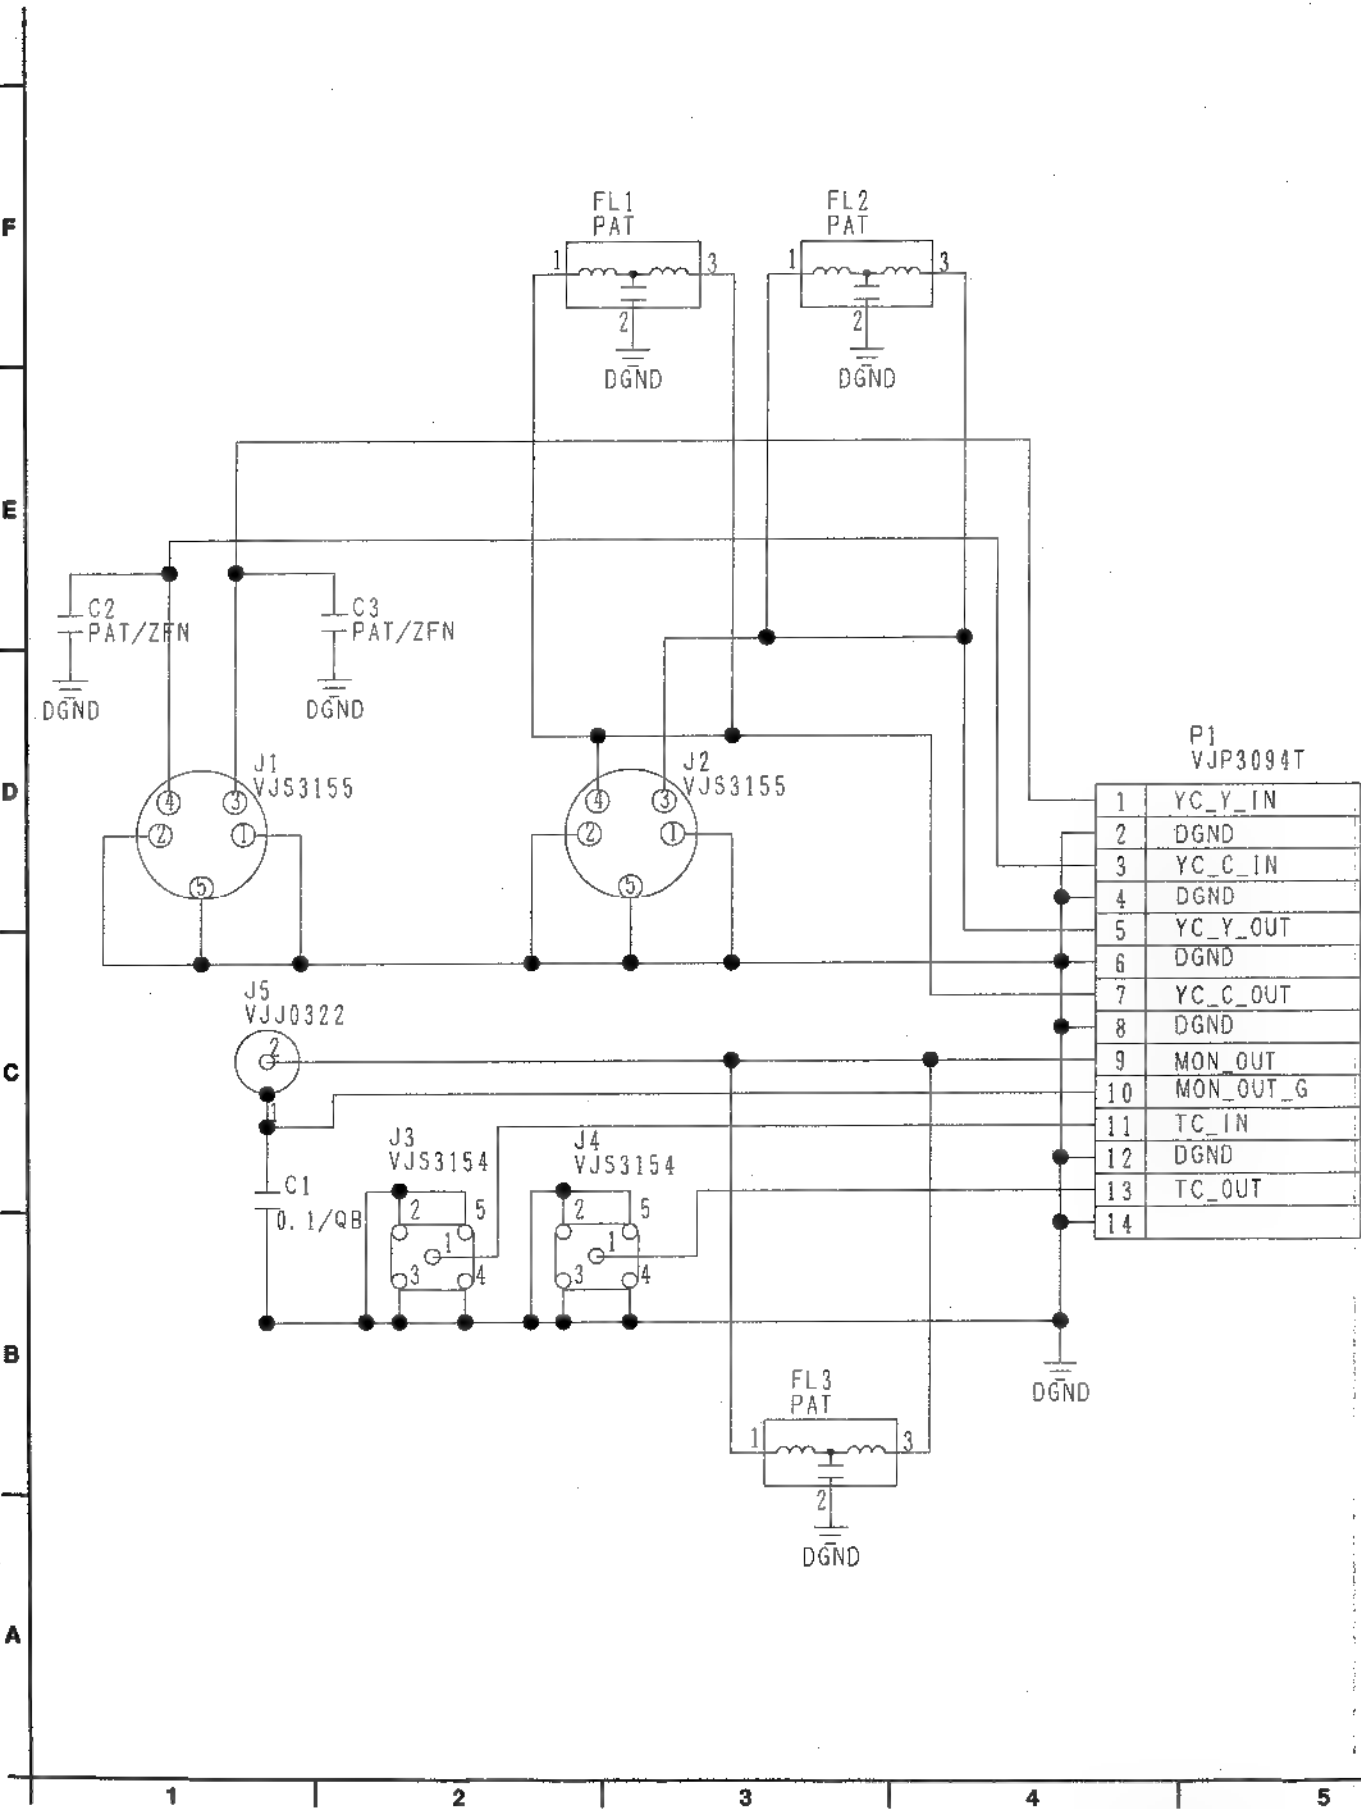 F
FL1
PAT
1
3
2
DGND
FL2
PAT
1
3
2
DGND
E
C2
PAT/ZFN
DGND
C3
PAT/ZFN
DGND
D
J1
VJS3155
4
3
2
1
5
J2
VJS3155
4
3
2
1
5
P1
VJP3094T
1 YC_Y_IN
2 DGND
3 YC_C_IN
4 DGND
5 YC_Y_OUT
6 DGND
7 YC_C_OUT
8 DGND
9 MON_OUT
10 MON_OUT_G
11 TC_IN
12 DGND
13 TC_OUT
14
C
J5
VJJ0322
2
1
C1
0.1/QB
J3
VJS3154
2
5
1
3
4
J4
VJS3154
2
5
1
3
4
B
DGND
FL3
PAT
1
3
2
DGND
A
1
2
3
4
5